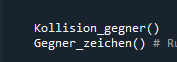 Kollision_gegner()
Gegner_zeichen() # Ru